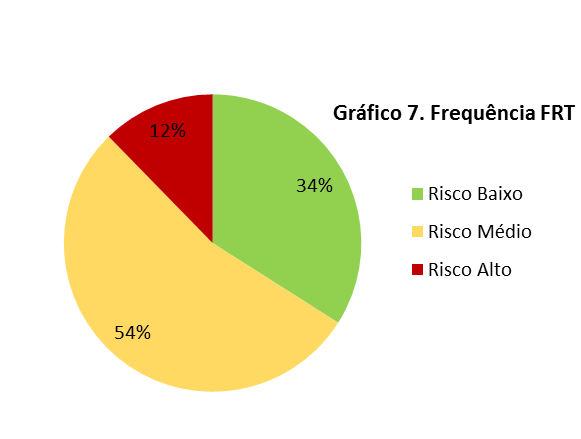 Gráfico 7. Frequência FRT
12%
34%
54%
Risco Baixo
Risco Médio
Risco Alto